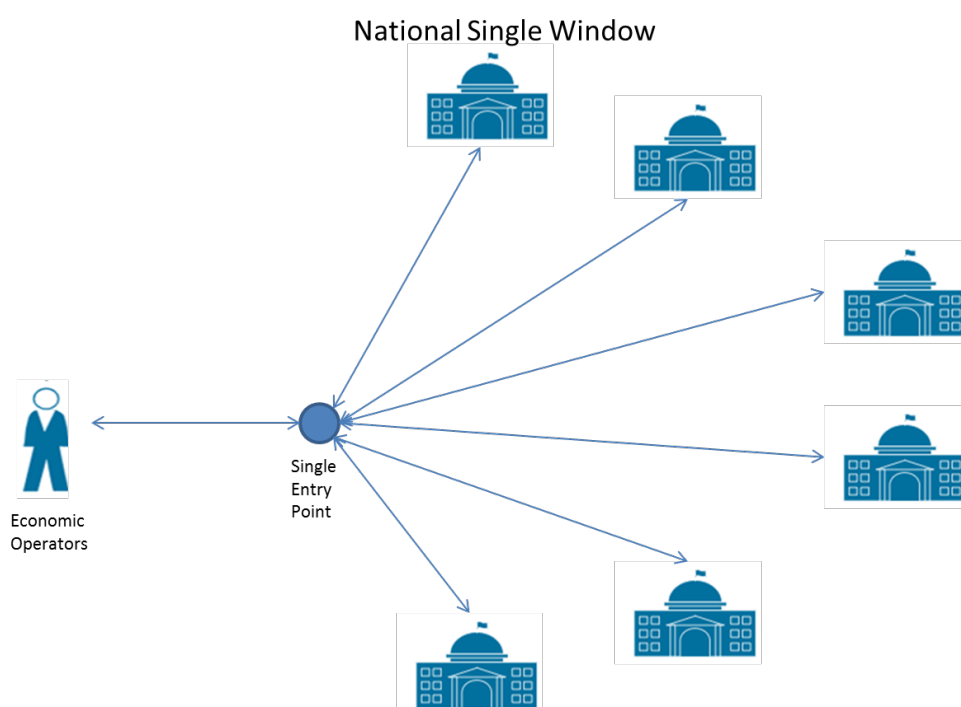 National Single Window
Single
Entry
Point
Economic
Operators